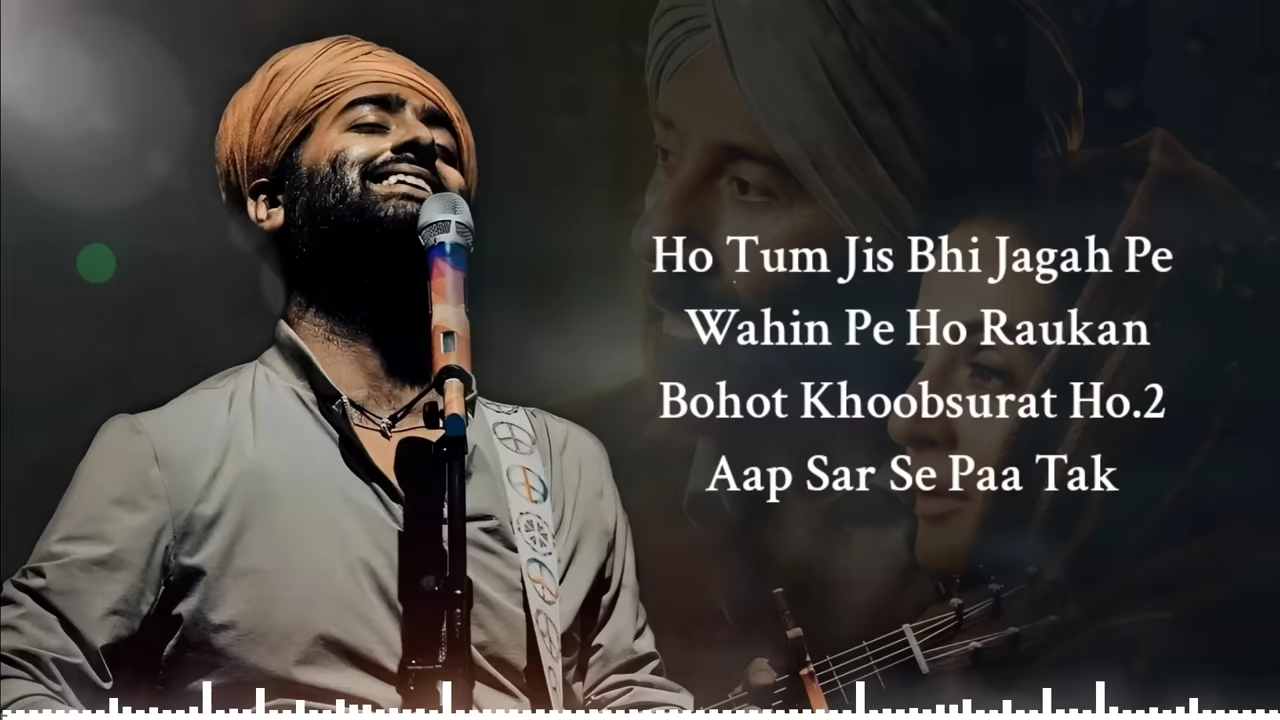 Ho Tum Jis Bhi Jagah Pe
Wahin Pe Ho Raukan
Bohot Khoobsurat Ho.2
Aap Sar Se Paa Tak